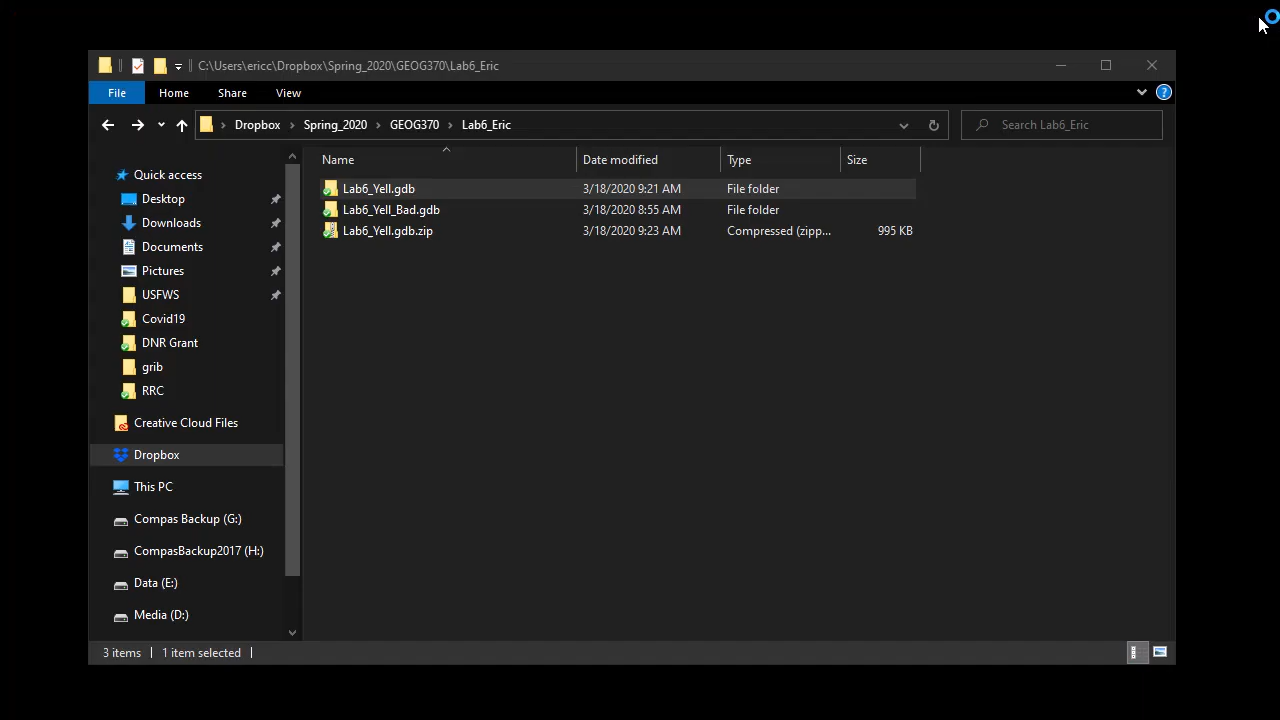 C:\Users\ericc\Dropbox\Spring_2020\GEOG370\Lab6_Eric
File Home Share View
Dropbox Spring_2020 GEOG370 Lab6_Eric Search Lab6_Eric
Name Date modified Type Size
Quick access
Desktop
Downloads
Documents
Pictures
USFWS
Covid19
DNR Grant
grib
RRC
Creative Cloud Files
Dropbox
This PC
Compas Backup (G:)
CompasBackup2017 (H:)
Data (E:)
Media (D:)
Lab6_Yell.gdb 3/18/2020 9:21 AM File folder
Lab6_Yell_Bad.gdb 3/18/2020 8:55 AM File folder
Lab6_Yell.gdb.zip 3/18/2020 9:23 AM Compressed (zipp... 995 KB
3 items 1 item selected